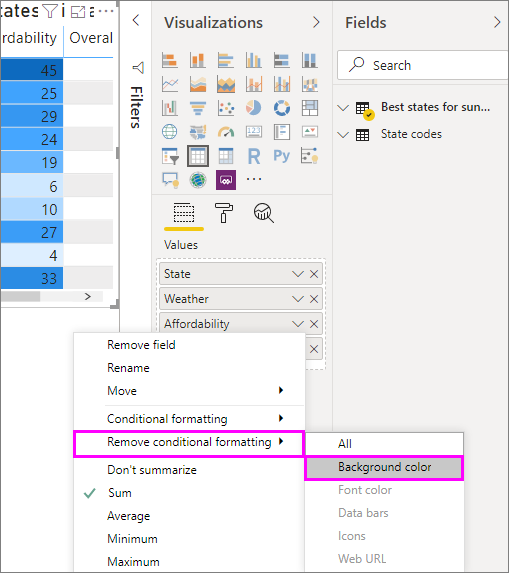 tates
i
a
rdability
Overal
45
25
29
24
19
6
10
27
4
33
Filters
Visualizations
R
Py
123
Values
State
Weather
Affordability
Fields
Search
Best states for sun...
State codes
Remove field
Rename
Move
Conditional formatting
Remove conditional formatting
Don't summarize
Sum
Average
Minimum
Maximum
All
Background color
Font color
Data bars
Icons
Web URL